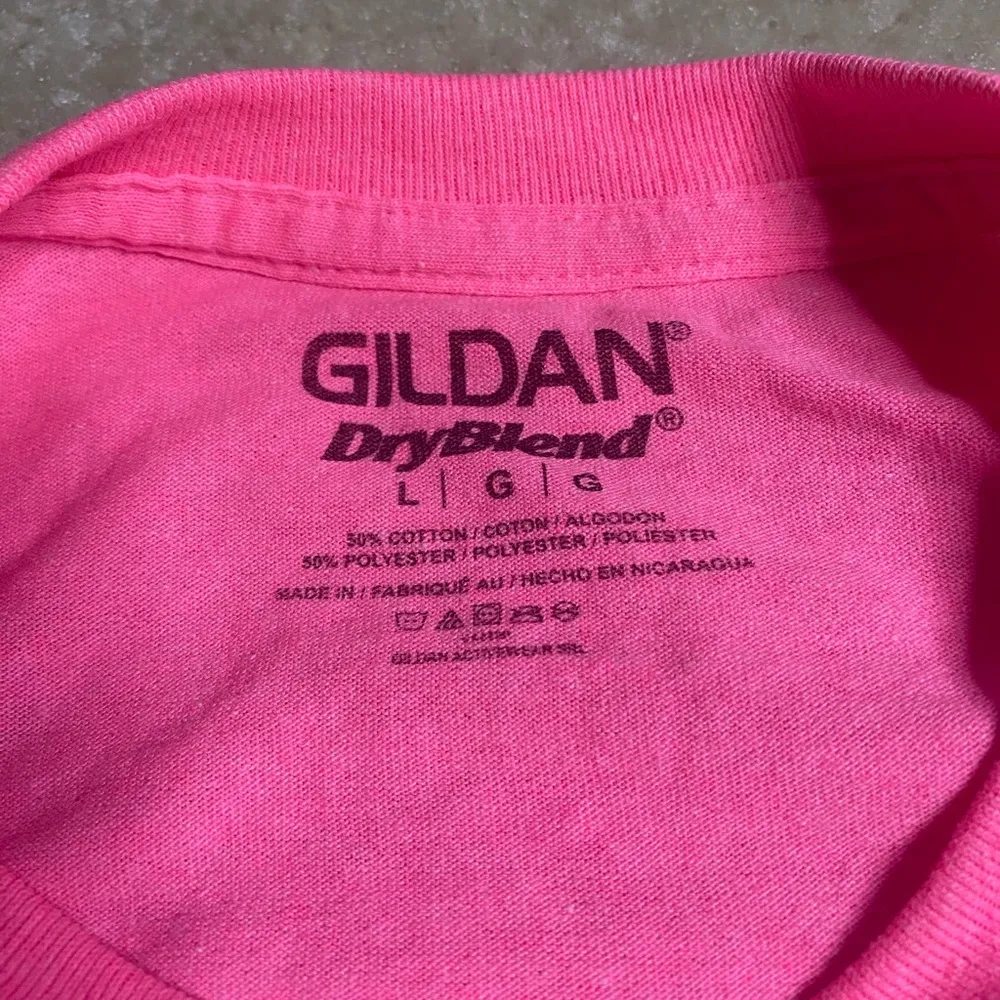 GILDAN®
DryBlend®
L | G | G
50% COTTON / COTON / ALGODON
50% POLYESTER / POLYESTER / POLIESTER
MADE IN / FABRIQUÉ AU / HECHO EN NICARAGUA
GILDAN ACTIVEWEAR SRL